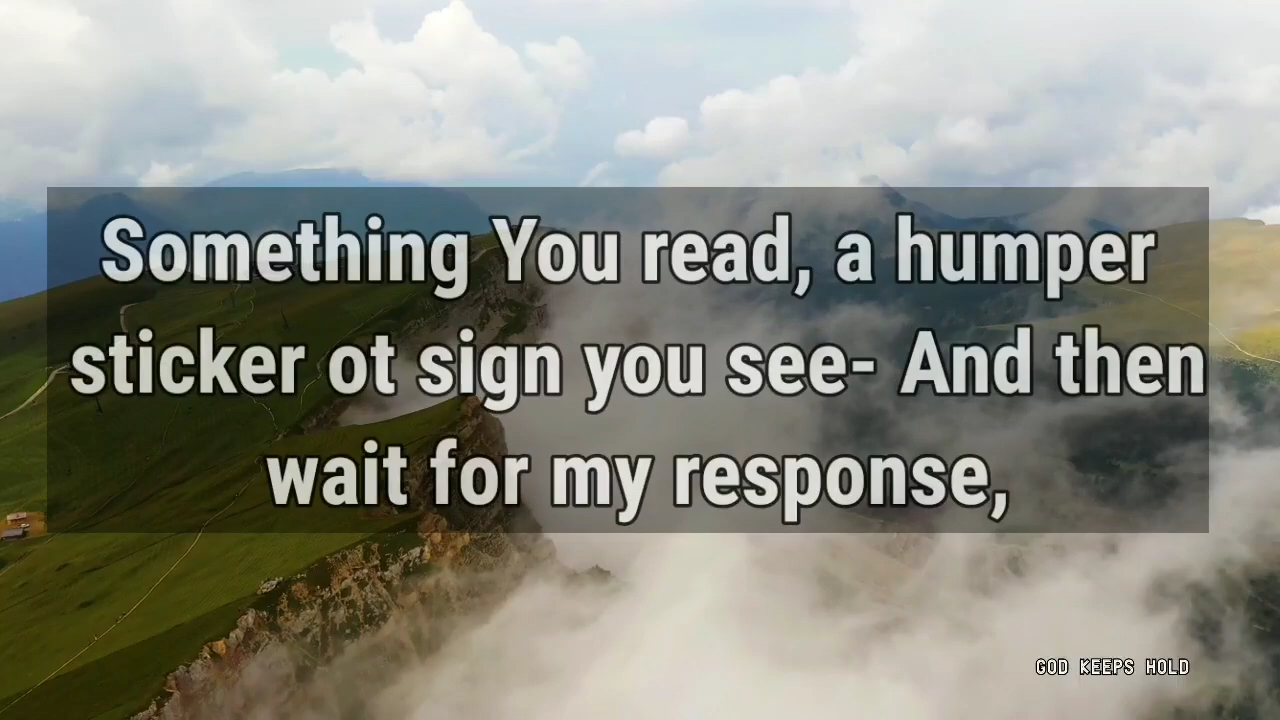 Something You read, a humper
sticker ot sign you see- And then
wait for my response,
GOD KEEPS HOLD